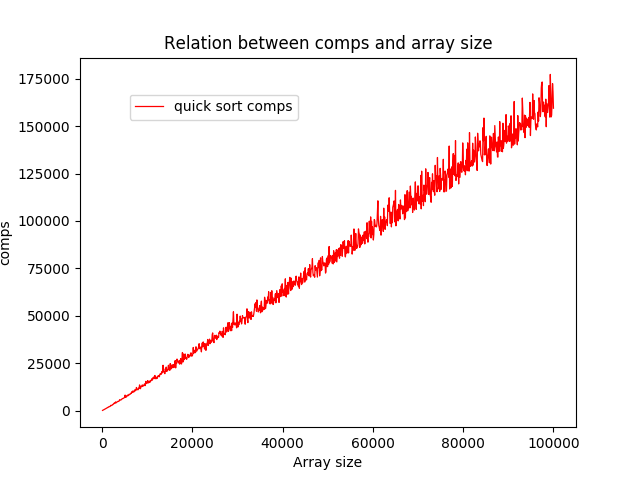 Relation between comps and array size
quick sort comps
175000
150000
125000
100000
75000
50000
25000
0
comps
0 20000 40000 60000 80000 100000
Array size